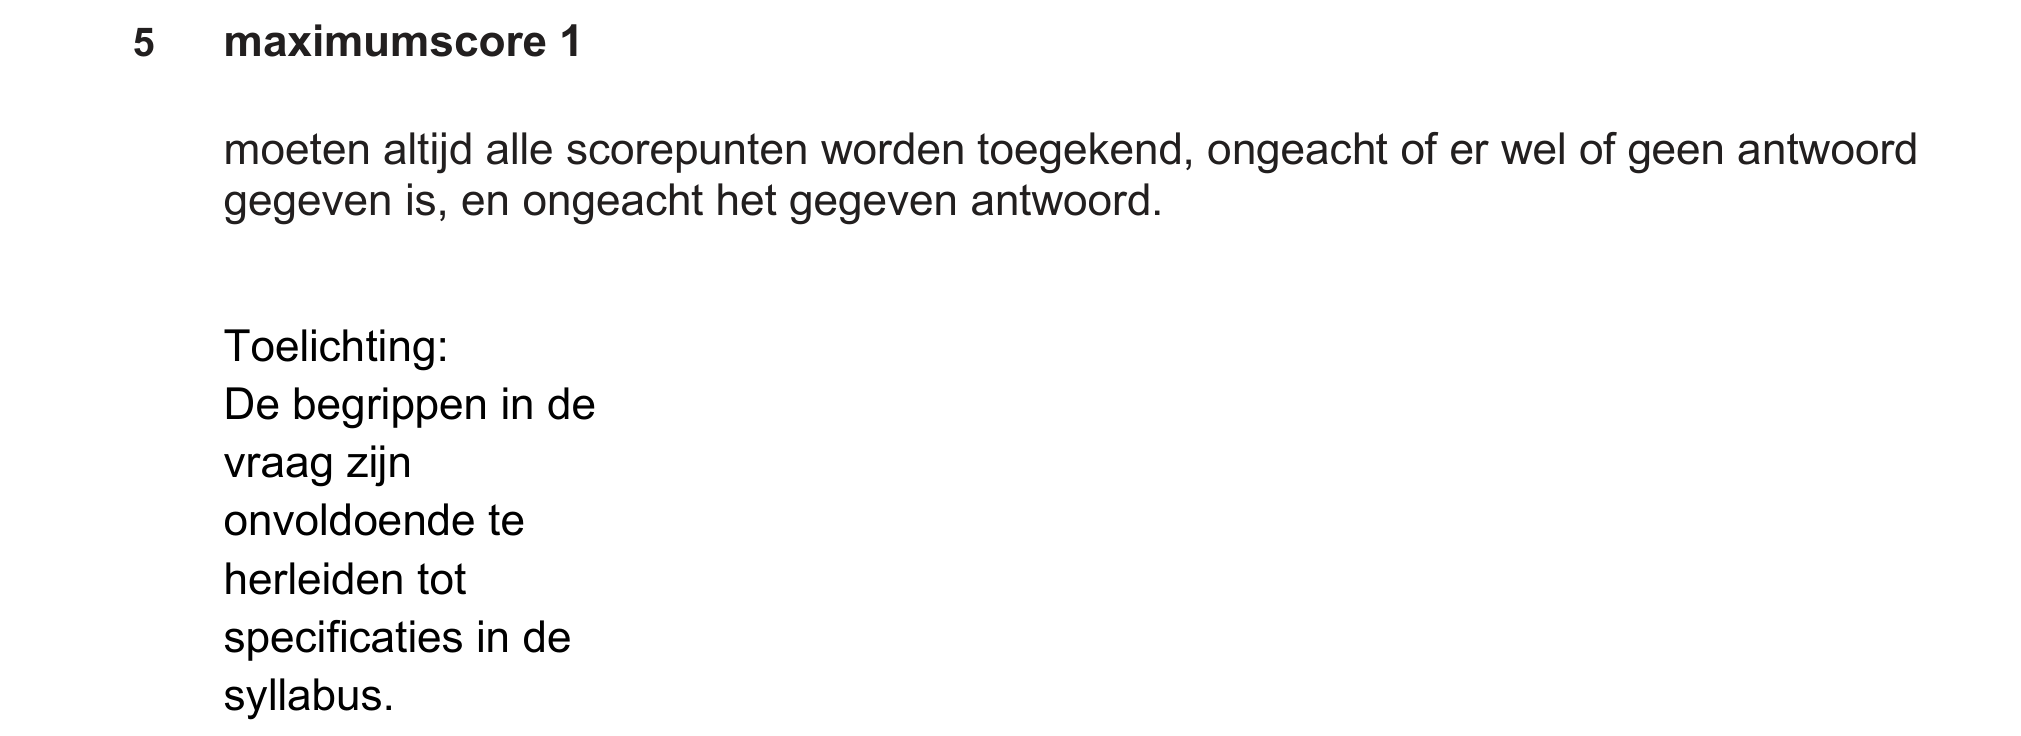 5 maximumscore 1
moeten altijd alle scorepunten worden toegekend, ongeacht of er wel of geen antwoord
gegeven is, en ongeacht het gegeven antwoord.
Toelichting:
De begrippen in de
vraag zijn
onvoldoende te
herleiden tot
specificaties in de
syllabus.